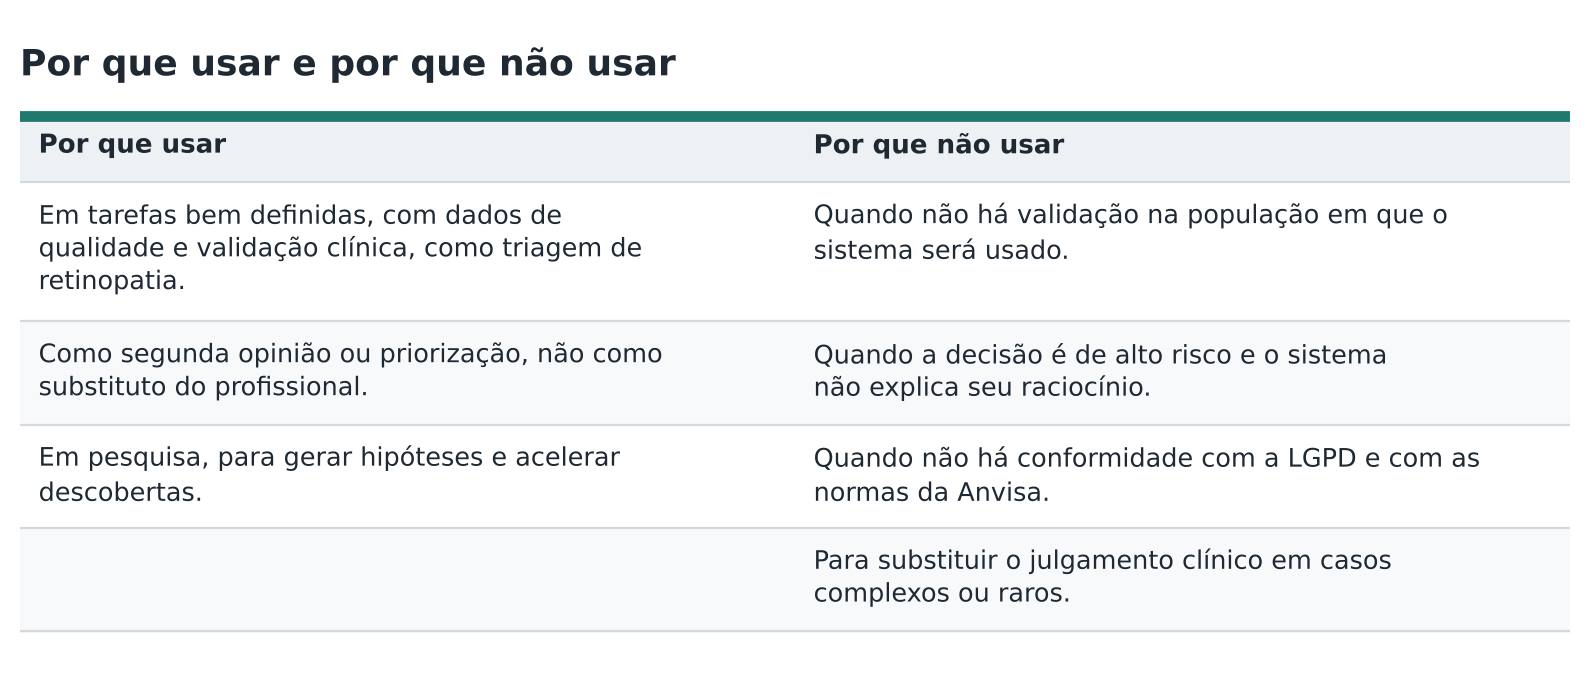 Por que usar e por que não usar
Por que usar
Por que não usar
Em tarefas bem definidas, com dados de
qualidade e validação clínica, como triagem de
retinopatia.
Quando não há validação na população em que o
sistema será usado.
Como segunda opinião ou priorização, não como
substituto do profissional.
Quando a decisão é de alto risco e o sistema
não explica seu raciocínio.
Em pesquisa, para gerar hipóteses e acelerar
descobertas.
Quando não há conformidade com a LGPD e com as
normas da Anvisa.
Para substituir o julgamento clínico em casos
complexos ou raros.